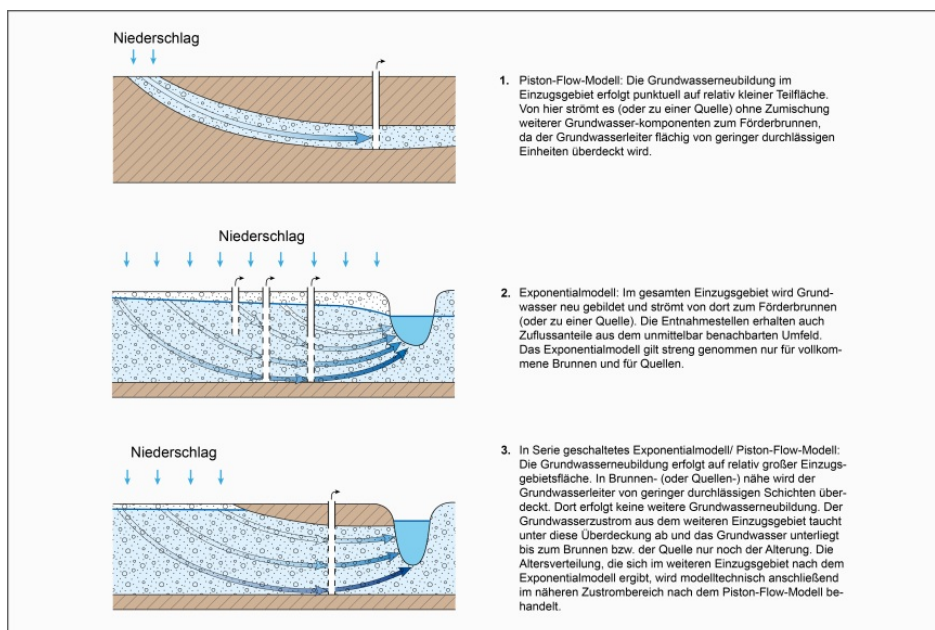 Niederschlag
1. Piston-Flow-Modell: Die Grundwasserneubildung im
Einzugsgebiet erfolgt punktuell auf relativ kleiner Teilfläche.
Von hier strömt es (oder zu einer Quelle) ohne Zumischung
weiterer Grundwasser-komponenten zum Förderbrunnen,
da der Grundwasserleiter flächig von geringer durchlässigen
Einheiten überdeckt wird.
Niederschlag
2. Exponentialmodell: Im gesamten Einzugsgebiet wird Grund-
wasser neu gebildet und strömt von dort zum Förderbrunnen
(oder zu einer Quelle). Die Entnahmestellen erhalten auch
Zuflussanteile aus dem unmittelbar benachbarten Umfeld.
Das Exponentialmodell gilt streng genommen nur für vollkom-
mene Brunnen und für Quellen.
Niederschlag
3. In Serie geschaltetes Exponentialmodell/ Piston-Flow-Modell:
Die Grundwasserneubildung erfolgt auf relativ großer Einzugs-
gebietsfläche. In Brunnen- (oder Quellen-) nähe wird der
Grundwasserleiter von geringer durchlässigen Schichten über-
deckt. Dort erfolgt keine weitere Grundwasserneubildung. Der
Grundwasserzustrom aus dem weiteren Einzugsgebiet taucht
unter diese Überdeckung ab und das Grundwasser unterliegt
bis zum Brunnen bzw. der Quelle nur noch der Alterung. Die
Altersverteilung, die sich im weiteren Einzugsgebiet nach dem
Exponentialmodell ergibt, wird modelltechnisch anschließend
im näheren Zustrombereich nach dem Piston-Flow-Modell be-
handelt.